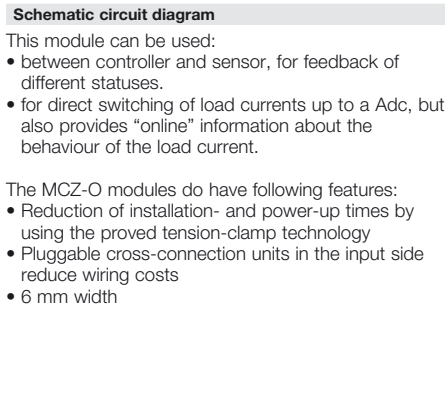 Schematic circuit diagram
This module can be used:
• between controller and sensor, for feedback of
different statuses.
• for direct switching of load currents up to a Adc, but
also provides “online” information about the
behaviour of the load current.
The MCZ-O modules do have following features:
• Reduction of installation- and power-up times by
using the proved tension-clamp technology
• Pluggable cross-connection units in the input side
reduce wiring costs
• 6 mm width